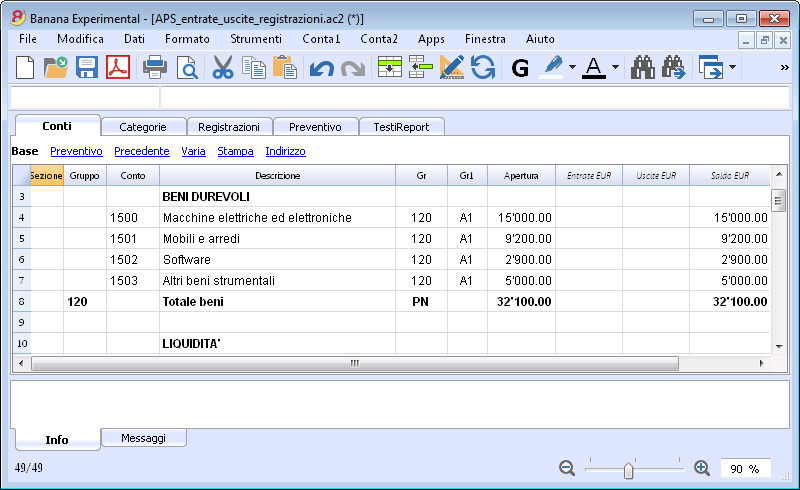 Banana Experimental - [APS_entrate_uscite_registrazioni.ac2 (*)]
File Modifica Dati Formato Strumenti Conta1 Conta2 Apps Finestra Aiuto
G A »
Conti Categorie Registrazioni Preventivo TestiReport
Base Preventivo Precedente Varia Stampa Indirizzo
Sezione Gruppo Conto Descrizione Gr Gr1 Apertura Entrate EUR Uscite EUR Saldo EUR
3 BENI DUREVOLI
4 1500 Macchine elettriche ed elettroniche 120 A1 15'000.00 15'000.00
5 1501 Mobili e arredi 120 A1 9'200.00 9'200.00
6 1502 Software 120 A1 2'900.00 2'900.00
7 1503 Altri beni strumentali 120 A1 5'000.00 5'000.00
8 120 Totale beni PN 32'100.00 32'100.00
9
10 LIQUIDITA'
Info Messaggi
49/49 90 %